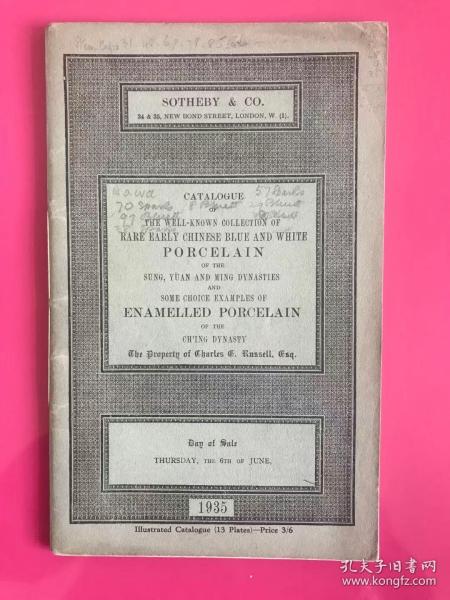 SOTHEBY & CO.
34 & 35, NEW BOND STREET, LONDON, W. (1).
CATALOGUE
OF
THE WELL-KNOWN COLLECTION OF
RARE EARLY CHINESE BLUE AND WHITE
PORCELAIN
OF THE
SUNG, YÜAN AND MING DYNASTIES
AND
SOME CHOICE EXAMPLES OF
ENAMELLED PORCELAIN
OF THE
CH'ING DYNASTY
The Property of Charles E. Russell, Esq.
Day of Sale
THURSDAY, THE 6TH OF JUNE,
1935
Illustrated Catalogue (13 Plates)—Price 3/6
孔夫子旧书网
www.kongfz.com